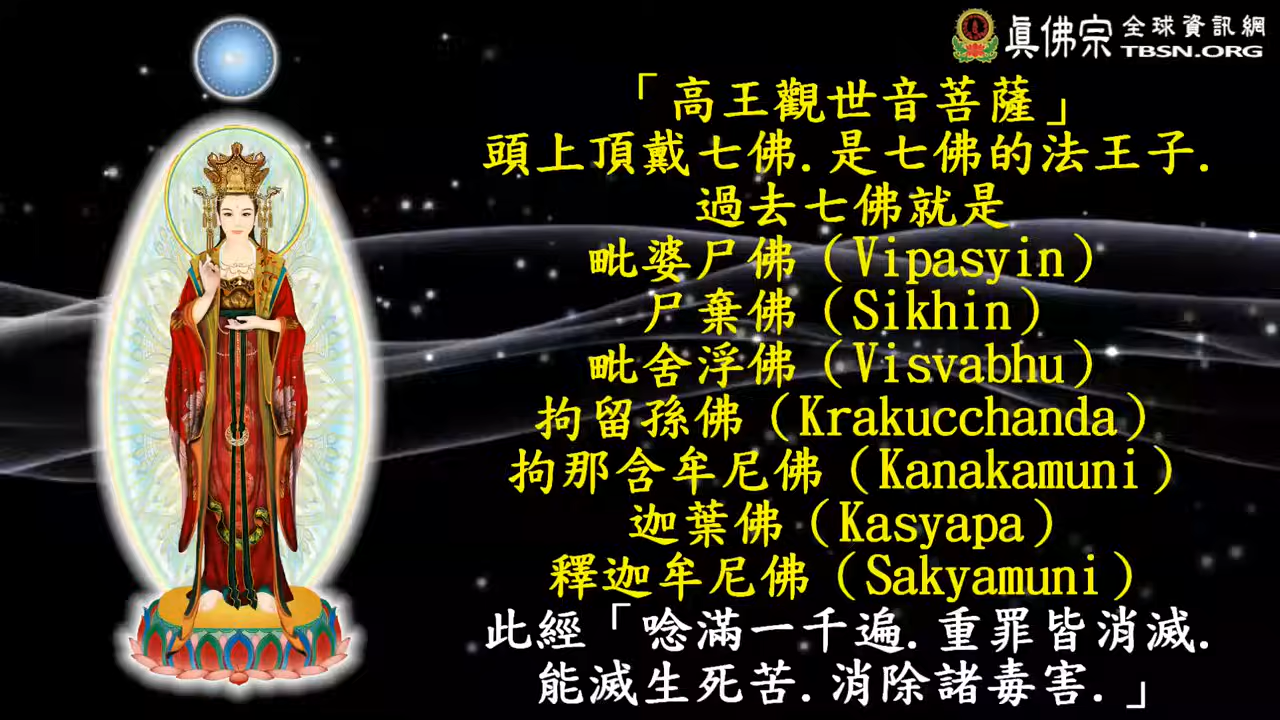 真佛宗 全球資訊網
TBSN.ORG
「高王觀世音菩薩」
頭上頂戴七佛.是七佛的法王子.
過去七佛就是
毗婆尸佛（Vipasyin）
尸棄佛（Sikhin）
毗舍浮佛（Visvabhu）
拘留孫佛（Krakucchanda）
拘那含牟尼佛（Kanakamuni）
迦葉佛（Kasyapa）
釋迦牟尼佛（Sakyamuni）
此經「唸滿一千遍.重罪皆消滅.
能滅生死苦.消除諸毒害.」